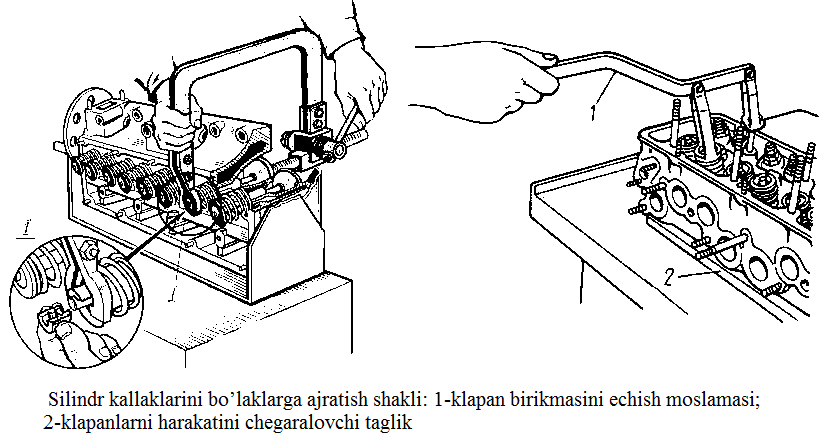 1
2
I
1
Silindr kallaklarini bo’laklarga ajratish shakli: 1-klapan birikmasini echish moslamasi;
2-klapanlarni harakatini chegaralovchi taglik